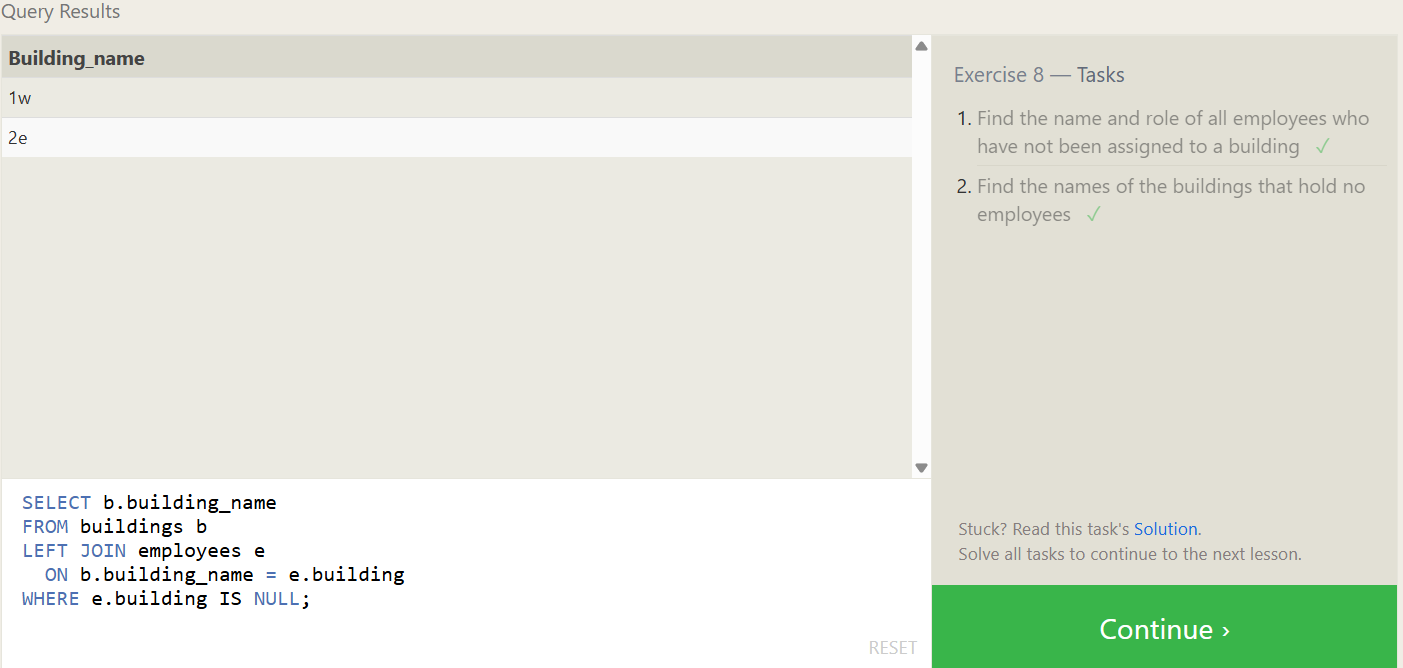 Query Results
Building_name
1w
2e
SELECT b.building_name
FROM buildings b
LEFT JOIN employees e
  ON b.building_name = e.building
WHERE e.building IS NULL;
RESET
Exercise 8 — Tasks
1. Find the name and role of all employees who
have not been assigned to a building ✓
2. Find the names of the buildings that hold no
employees ✓
Stuck? Read this task's Solution.
Solve all tasks to continue to the next lesson.
Continue ›